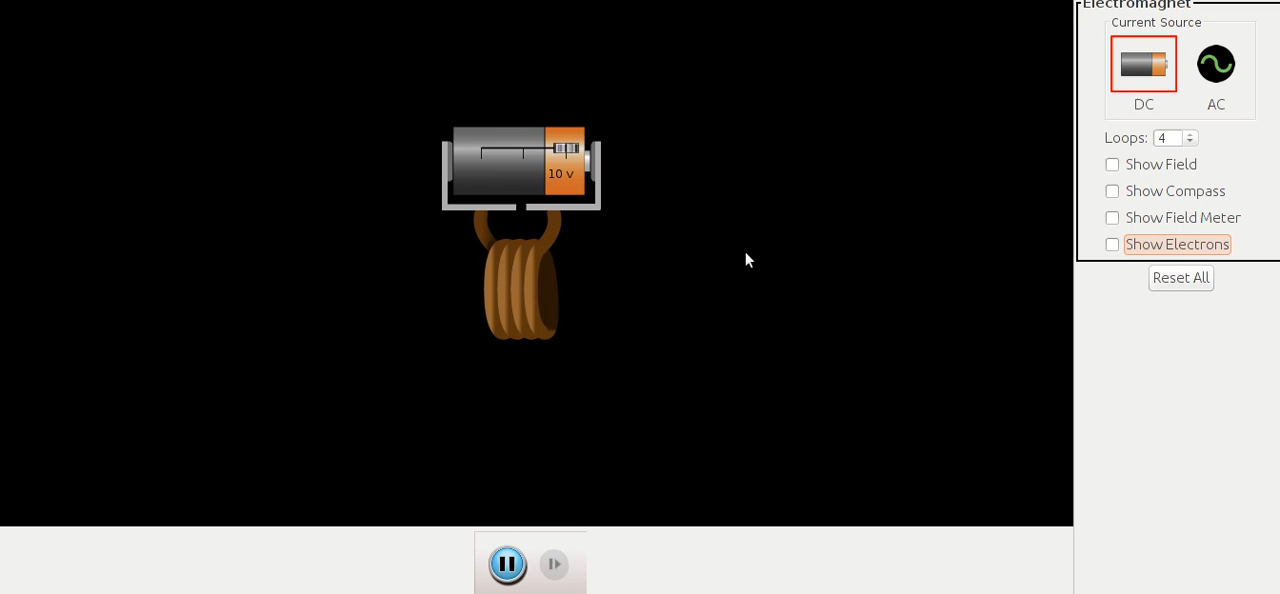 Electromagnet
Current Source
DC AC
Loops: 4
Show Field
Show Compass
Show Field Meter
Show Electrons
Reset All
10 v